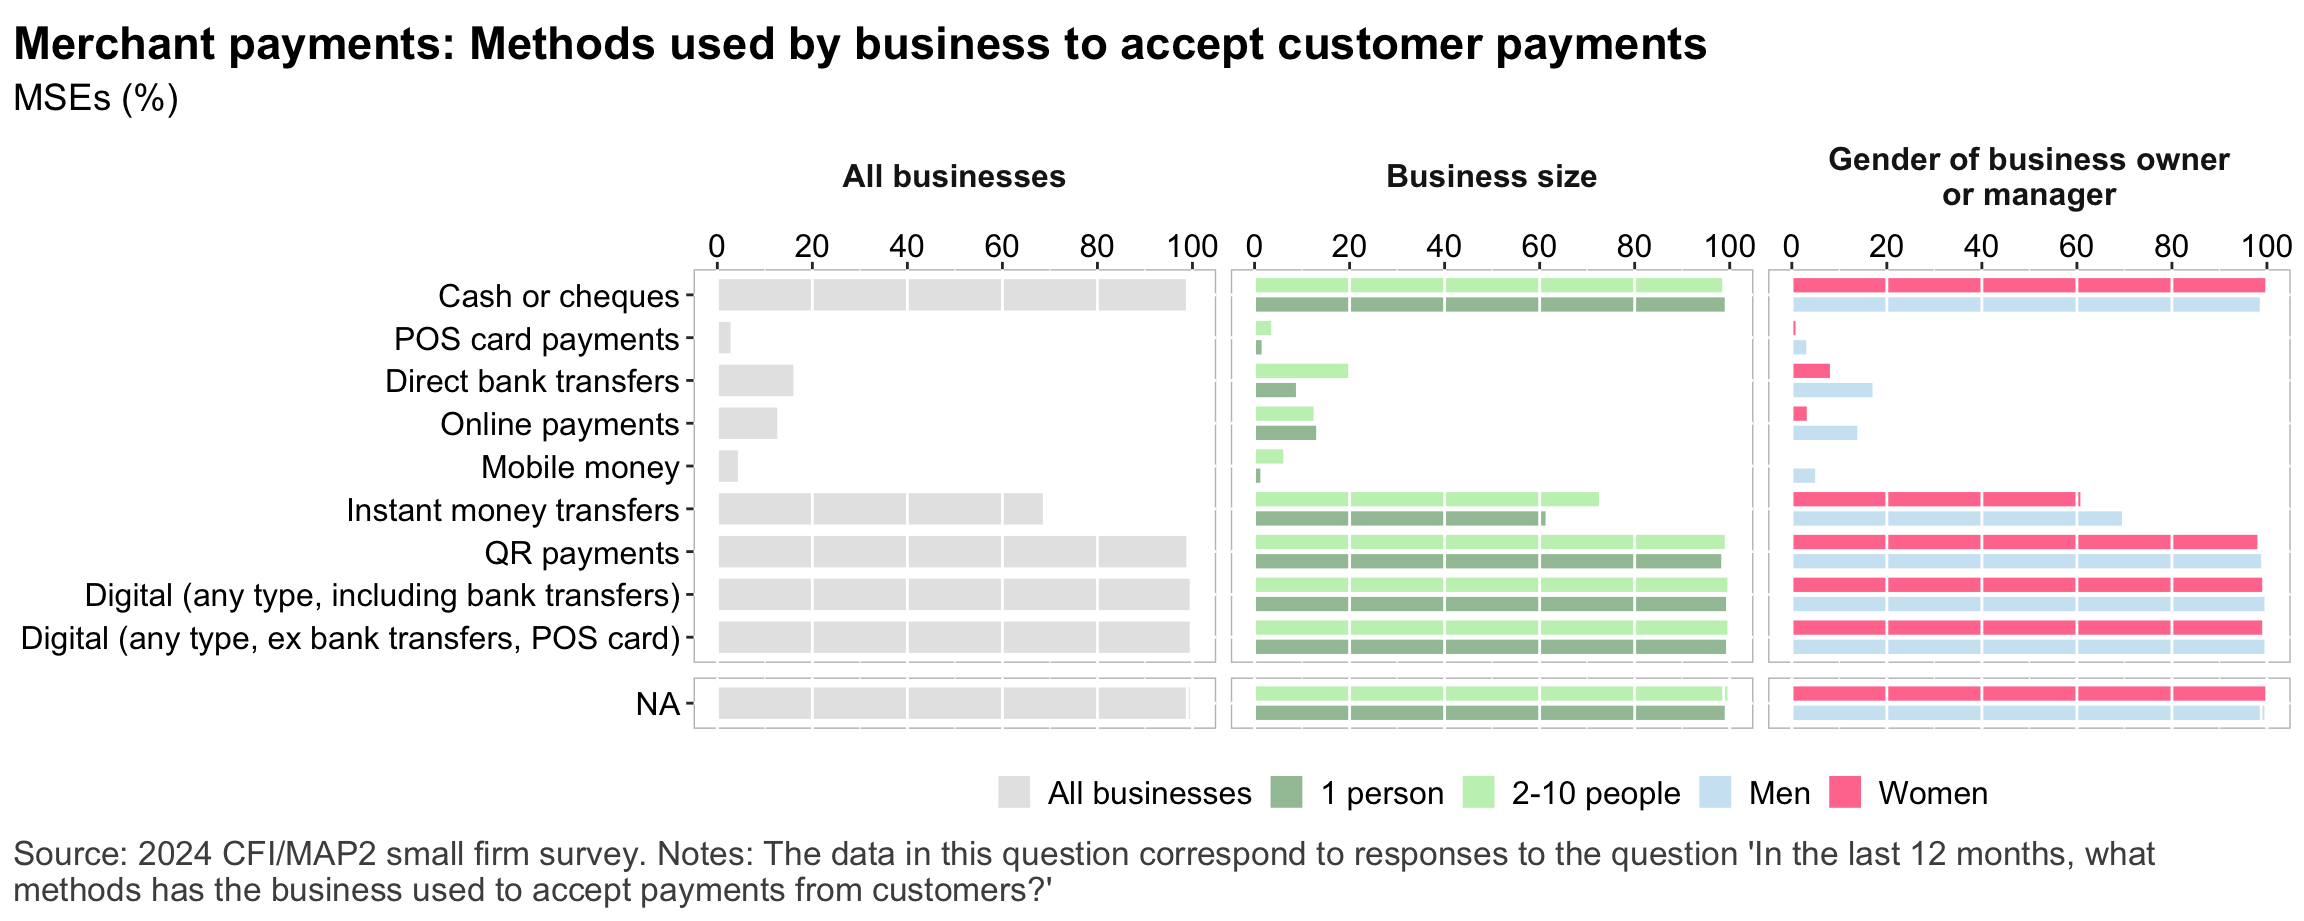 Merchant payments: Methods used by business to accept customer payments
MSEs (%)
All businesses
Business size
Gender of business owner
or manager
0 20 40 60 80 100
0 20 40 60 80 100
0 20 40 60 80 100
Cash or cheques
POS card payments
Direct bank transfers
Online payments
Mobile money
Instant money transfers
QR payments
Digital (any type, including bank transfers)
Digital (any type, ex bank transfers, POS card)
NA
All businesses 1 person 2-10 people Men Women
Source: 2024 CFI/MAP2 small firm survey. Notes: The data in this question correspond to responses to the question 'In the last 12 months, what
methods has the business used to accept payments from customers?'